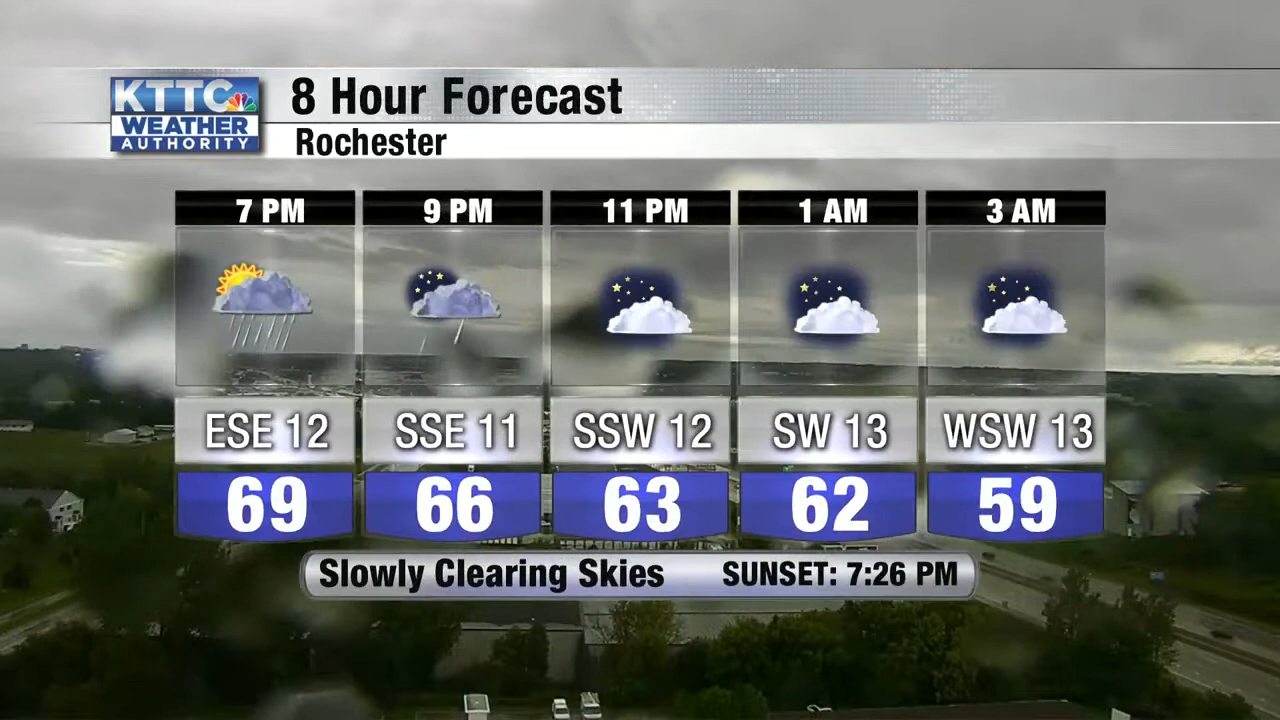 KTTC
WEATHER
AUTHORITY
8 Hour Forecast
Rochester
7 PM 9 PM 11 PM 1 AM 3 AM
ESE 12 SSE 11 SSW 12 SW 13 WSW 13
69 66 63 62 59
Slowly Clearing Skies SUNSET: 7:26 PM